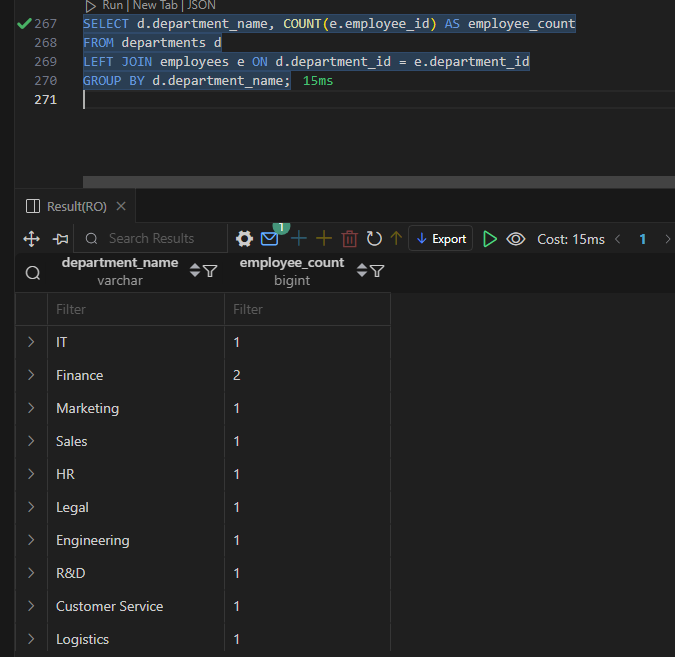 Run | New Tab | JSON
267 SELECT d.department_name, COUNT(e.employee_id) AS employee_count
268 FROM departments d
269 LEFT JOIN employees e ON d.department_id = e.department_id
270 GROUP BY d.department_name; 15ms
271
Result(RO)
Search Results 1 Export Cost: 15ms 1
department_name employee_count
varchar bigint
Filter Filter
IT 1
Finance 2
Marketing 1
Sales 1
HR 1
Legal 1
Engineering 1
R&D 1
Customer Service 1
Logistics 1